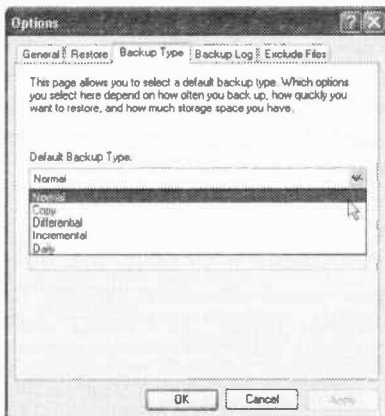 Options
General Restore Backup Type Backup Log Exclude Files
This page allows you to select a default backup type. Which options
you select here depend on how often you back up, how quickly you
want to restore, and how much storage space you have.
Default Backup Type:
Normal
Normal
Copy
Differential
Incremental
Daily
OK Cancel Apply